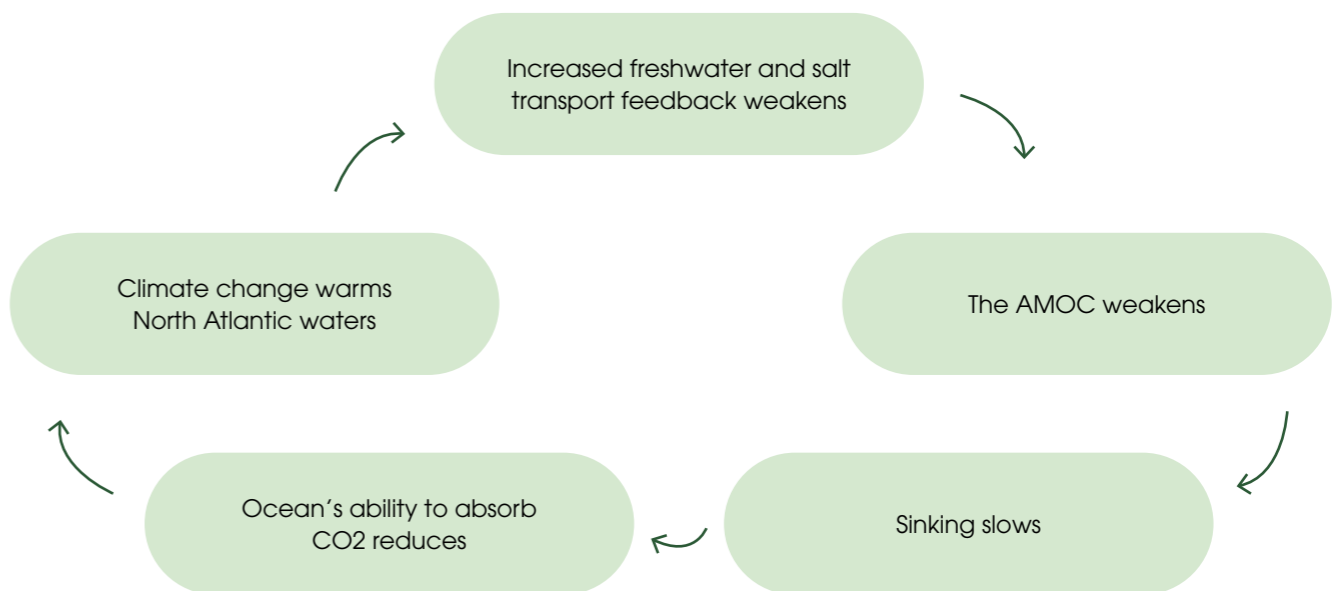 Increased freshwater and salt
transport feedback weakens
Climate change warms
North Atlantic waters
The AMOC weakens
Ocean's ability to absorb
CO2 reduces
Sinking slows